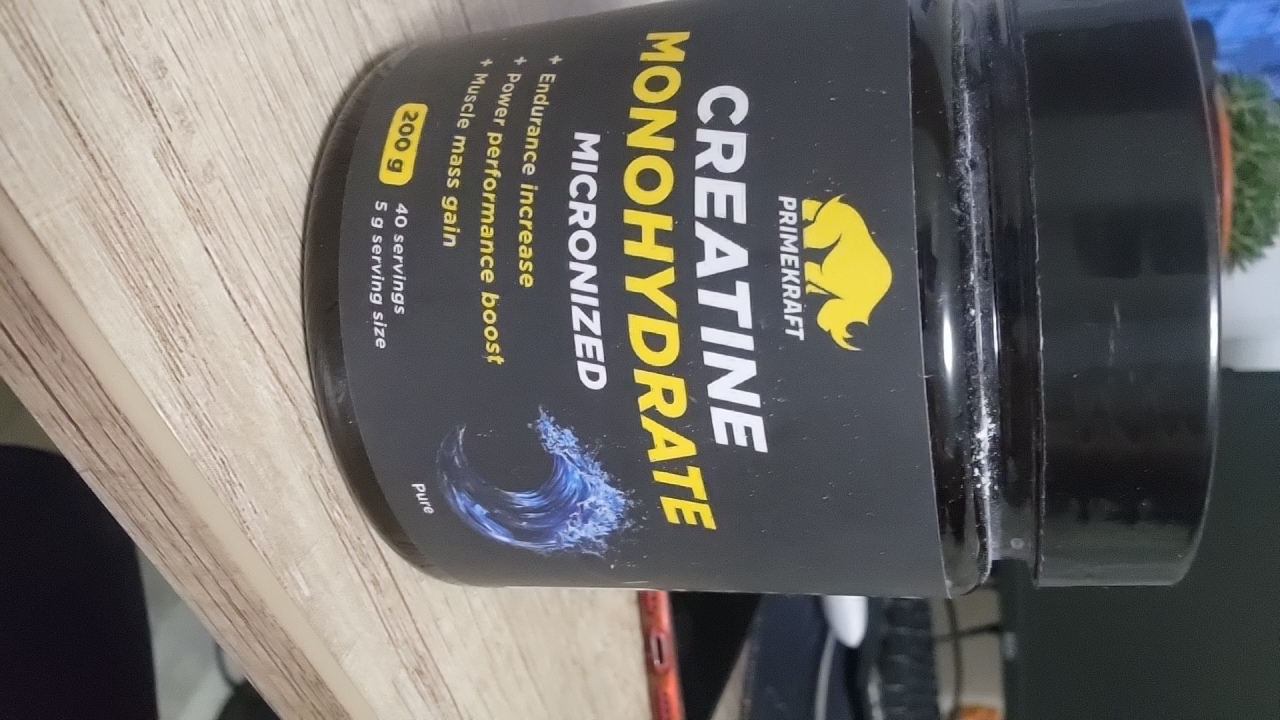 PRIMEKRAFT
CREATINE
MONOHYDRATE
MICRONIZED
+ Endurance increase
+ Power performance boost
+ Muscle mass gain
200 g
40 servings
5 g serving size
Pure